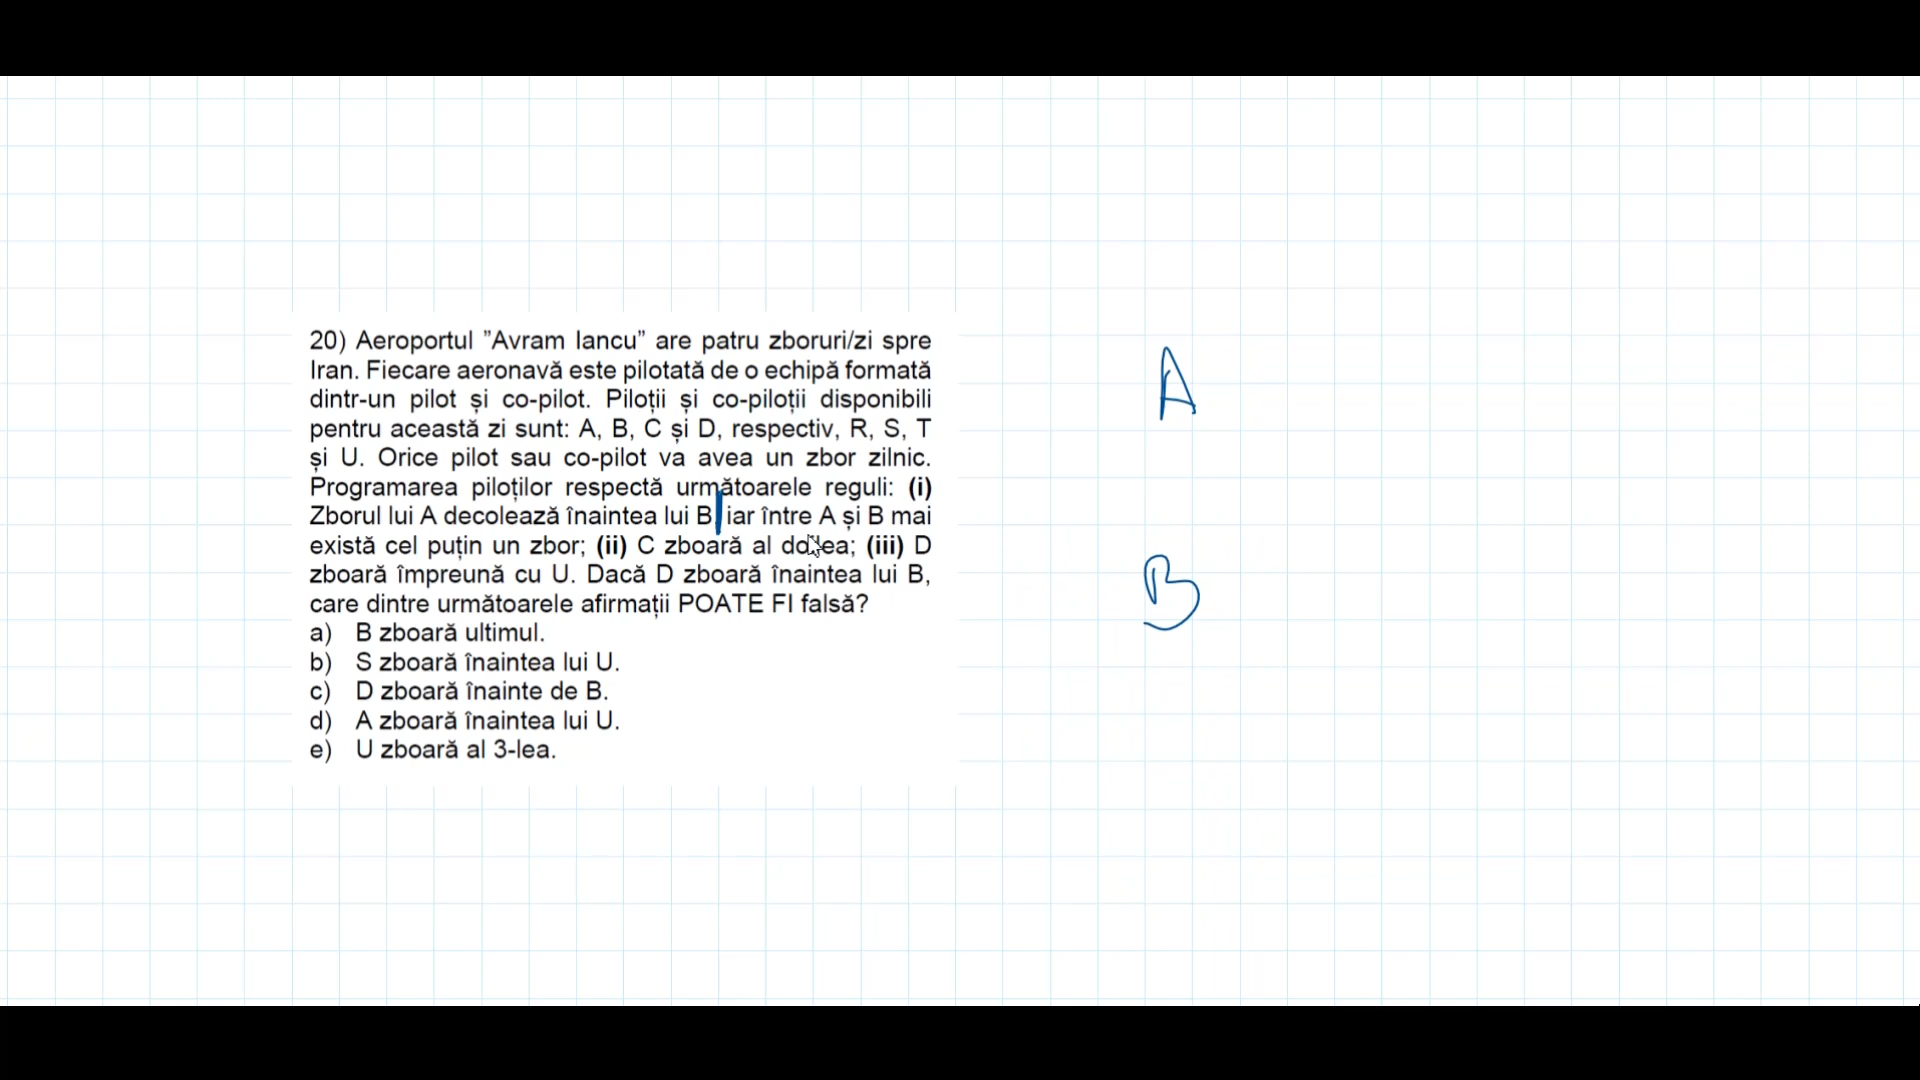 20) Aeroportul ”Avram Iancu” are patru zboruri/zi spre
Iran. Fiecare aeronavă este pilotată de o echipă formată
dintr-un pilot și co-pilot. Piloții și co-piloții disponibili
pentru această zi sunt: A, B, C și D, respectiv, R, S, T
și U. Orice pilot sau co-pilot va avea un zbor zilnic.
Programarea piloților respectă următoarele reguli: (i)
Zborul lui A decolează înaintea lui B, iar între A și B mai
există cel puțin un zbor; (ii) C zboară al doilea; (iii) D
zboară împreună cu U. Dacă D zboară înaintea lui B,
care dintre următoarele afirmații POATE FI falsă?
a) B zboară ultimul.
b) S zboară înaintea lui U.
c) D zboară înainte de B.
d) A zboară înaintea lui U.
e) U zboară al 3-lea.
A
B